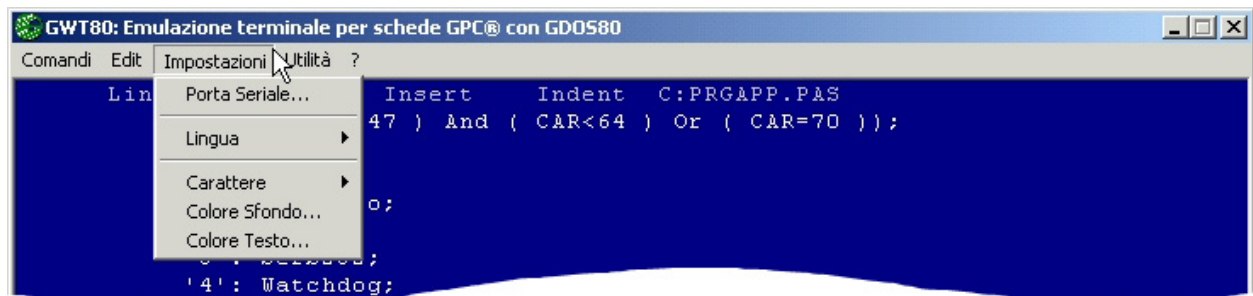 GWT80: Emulazione terminale per schede GPC® con GDOS80
Comandi Edit Impostazioni Utilità ?
Lin Insert Indent C:PRGAPP.PAS
Porta Seriale...
47 ) And ( CAR<64 ) Or ( CAR=70 ));
Lingua
Carattere
o;
Colore Sfondo...
Colore Testo...
'4': Watchdog;